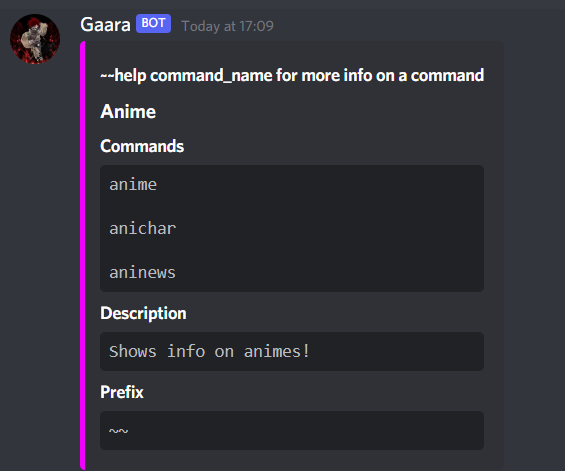 Gaara BOT Today at 17:09
~~help command_name for more info on a command
Anime
Commands
anime
anichar
aninews
Description
Shows info on animes!
Prefix
~~